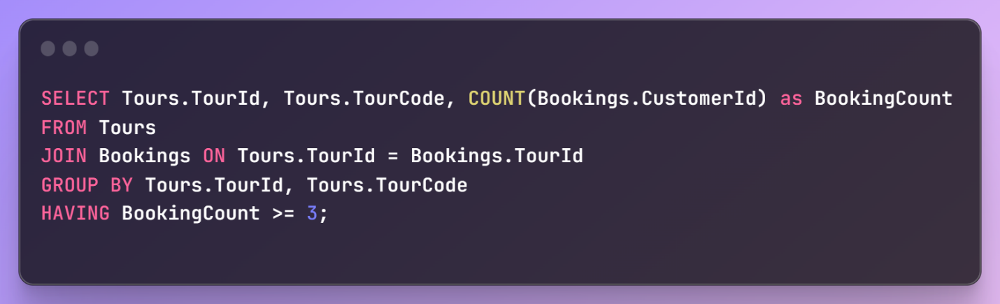 SELECT Tours.TourId, Tours.TourCode, COUNT(Bookings.CustomerId) as BookingCount
FROM Tours
JOIN Bookings ON Tours.TourId = Bookings.TourId
GROUP BY Tours.TourId, Tours.TourCode
HAVING BookingCount >= 3;